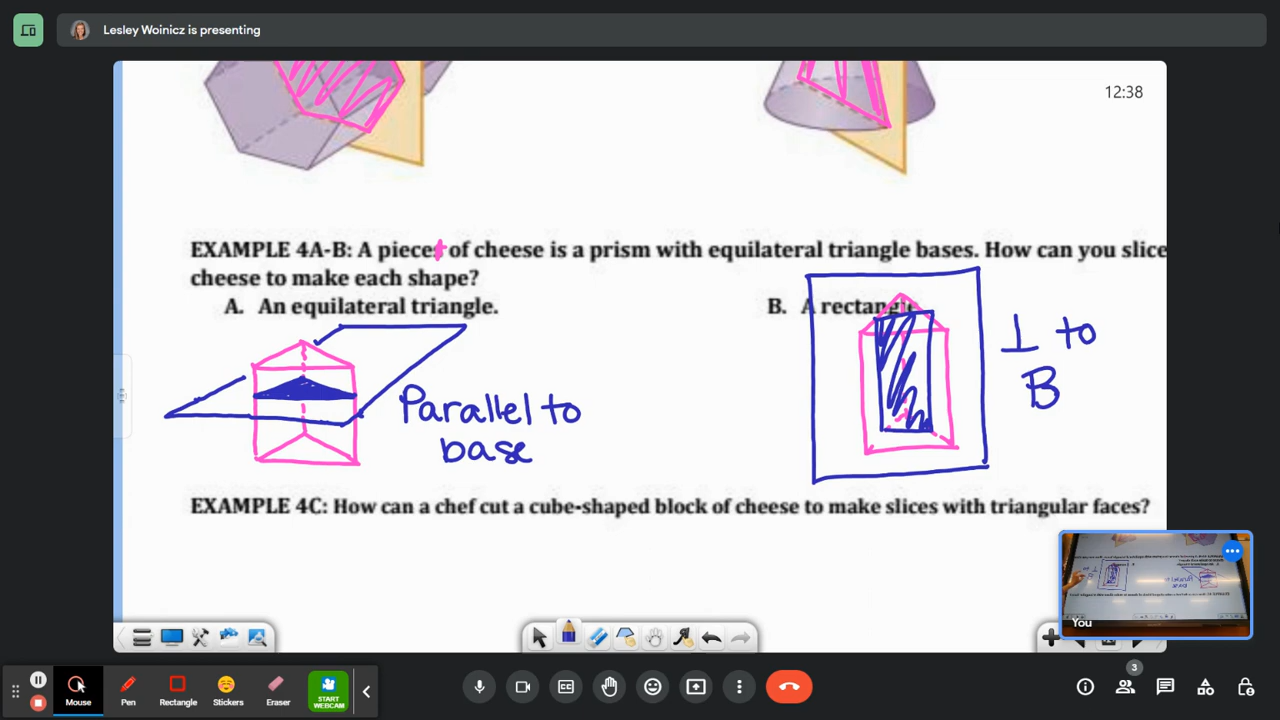 Lesley Woinicz is presenting
12:38
EXAMPLE 4A-B: A pieces of cheese is a prism with equilateral triangle bases. How can you slice
cheese to make each shape?
A. An equilateral triangle.
B. A rectangle
Parallel to
base
⊥ to
B
EXAMPLE 4C: How can a chef cut a cube-shaped block of cheese to make slices with triangular faces?
You
3
Mouse
Pen
Rectangle
Stickers
Eraser
START
WEBCAM